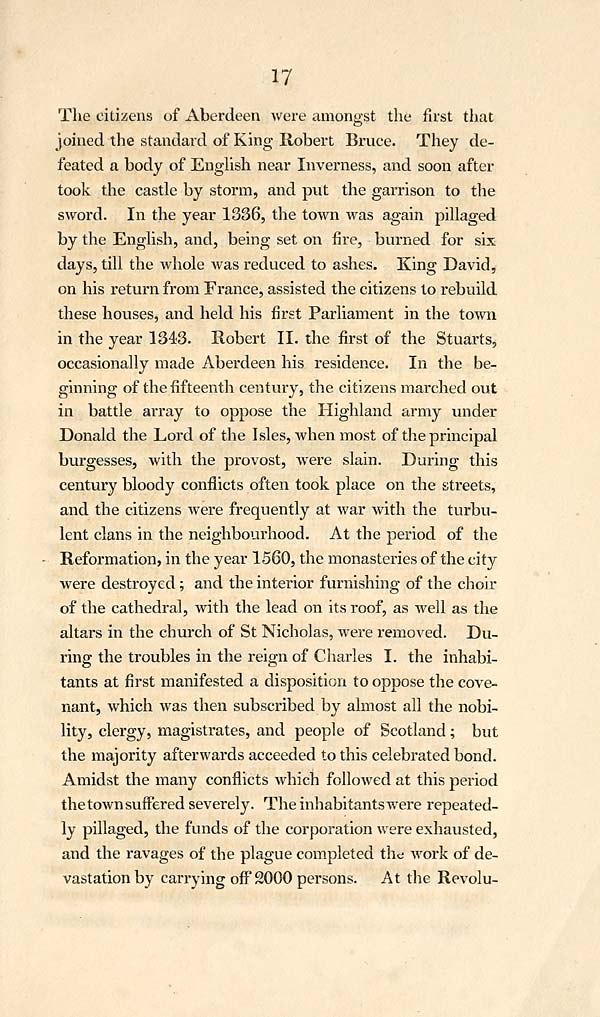 17
The citizens of Aberdeen were amongst the first that
joined the standard of King Robert Bruce. They de-
feated a body of English near Inverness, and soon after
took the castle by storm, and put the garrison to the
sword. In the year 1336, the town was again pillaged
by the English, and, being set on fire, burned for six
days, till the whole was reduced to ashes. King David,
on his return from France, assisted the citizens to rebuild
these houses, and held his first Parliament in the town
in the year 1343. Robert II. the first of the Stuarts,
occasionally made Aberdeen his residence. In the be-
ginning of the fifteenth century, the citizens marched out
in battle array to oppose the Highland army under
Donald the Lord of the Isles, when most of the principal
burgesses, with the provost, were slain. During this
century bloody conflicts often took place on the streets,
and the citizens were frequently at war with the turbu-
lent clans in the neighbourhood. At the period of the
Reformation, in the year 1560, the monasteries of the city
were destroyed; and the interior furnishing of the choir
of the cathedral, with the lead on its roof, as well as the
altars in the church of St Nicholas, were removed. Du-
ring the troubles in the reign of Charles I. the inhabi-
tants at first manifested a disposition to oppose the cove-
nant, which was then subscribed by almost all the nobi-
lity, clergy, magistrates, and people of Scotland; but
the majority afterwards acceeded to this celebrated bond.
Amidst the many conflicts which followed at this period
the town suffered severely. The inhabitants were repeated-
ly pillaged, the funds of the corporation were exhausted,
and the ravages of the plague completed the work of de-
vastation by carrying off 2000 persons. At the Revolu-